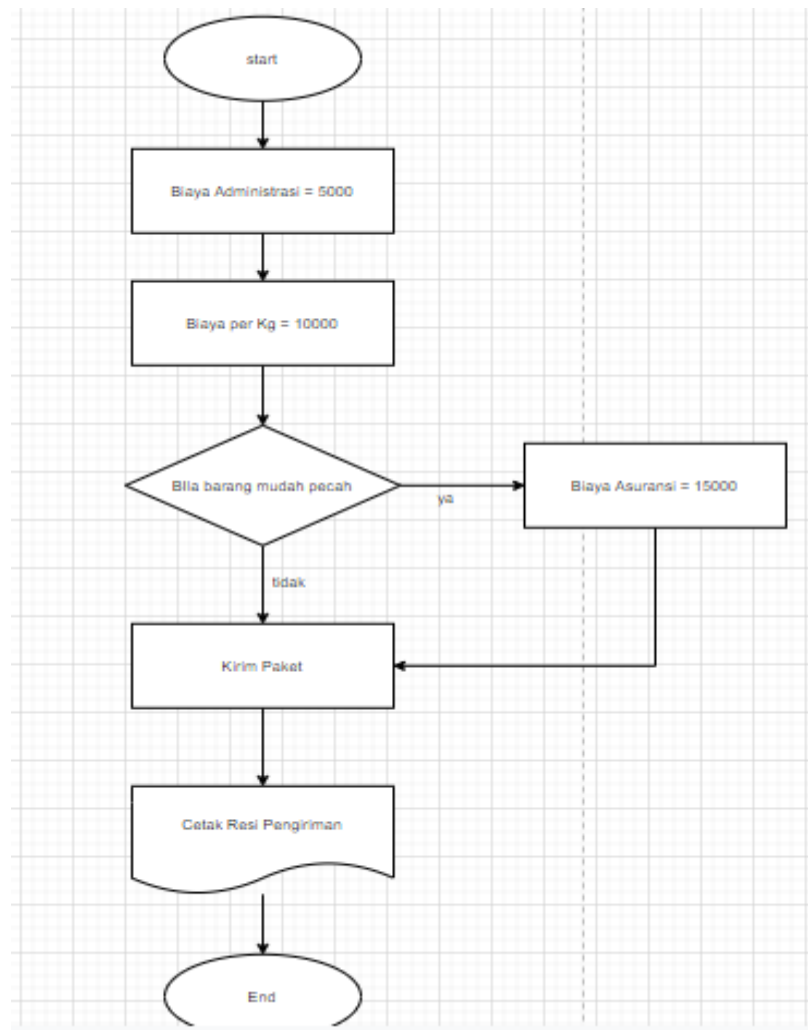 start
Biaya Administrasi = 5000
Biaya per Kg = 10000
BIla barang mudah pecah
ya
Biaya Asuransi = 15000
tidak
Kirim Paket
Cetak Resi Pengiriman
End